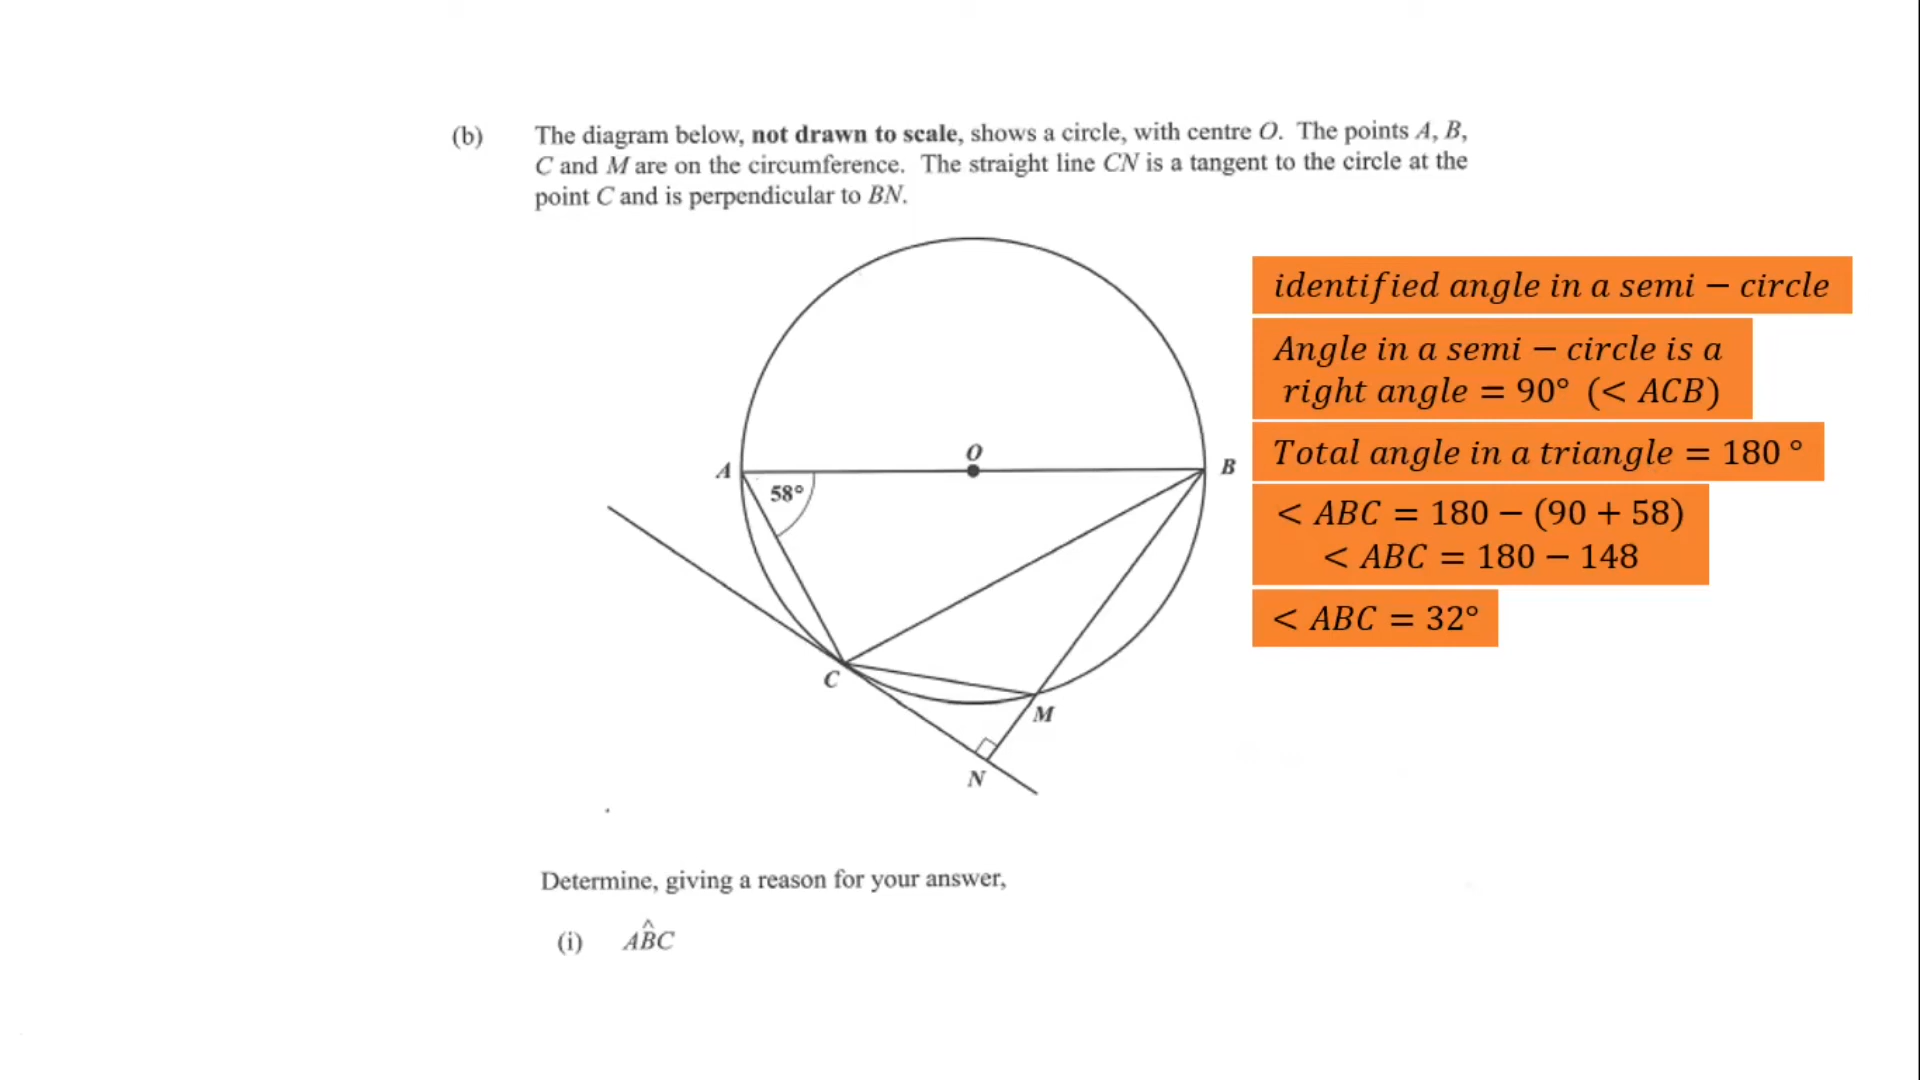 (b) The diagram below, not drawn to scale, shows a circle, with centre O. The points A, B,
C and M are on the circumference. The straight line CN is a tangent to the circle at the
point C and is perpendicular to BN.
identified angle in a semi − circle
Angle in a semi − circle is a
right angle = 90° (< ACB)
O
A
B
Total angle in a triangle = 180 °
58°
< ABC = 180 − (90 + 58)
< ABC = 180 − 148
< ABC = 32°
C
M
N
Determine, giving a reason for your answer,
(i) AB̂C